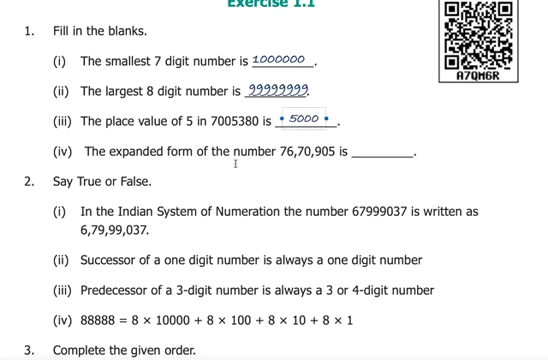 Exercise 1.1
1. Fill in the blanks.
(i) The smallest 7 digit number is 1000000.
(ii) The largest 8 digit number is 99999999.
(iii) The place value of 5 in 7005380 is 5000.
(iv) The expanded form of the number 76,70,905 is ________.
2. Say True or False.
(i) In the Indian System of Numeration the number 67999037 is written as
6,79,99,037.
(ii) Successor of a one digit number is always a one digit number
(iii) Predecessor of a 3-digit number is always a 3 or 4-digit number
(iv) 88888 = 8 × 10000 + 8 × 100 + 8 × 10 + 8 × 1
3. Complete the given order.
A7QM6R